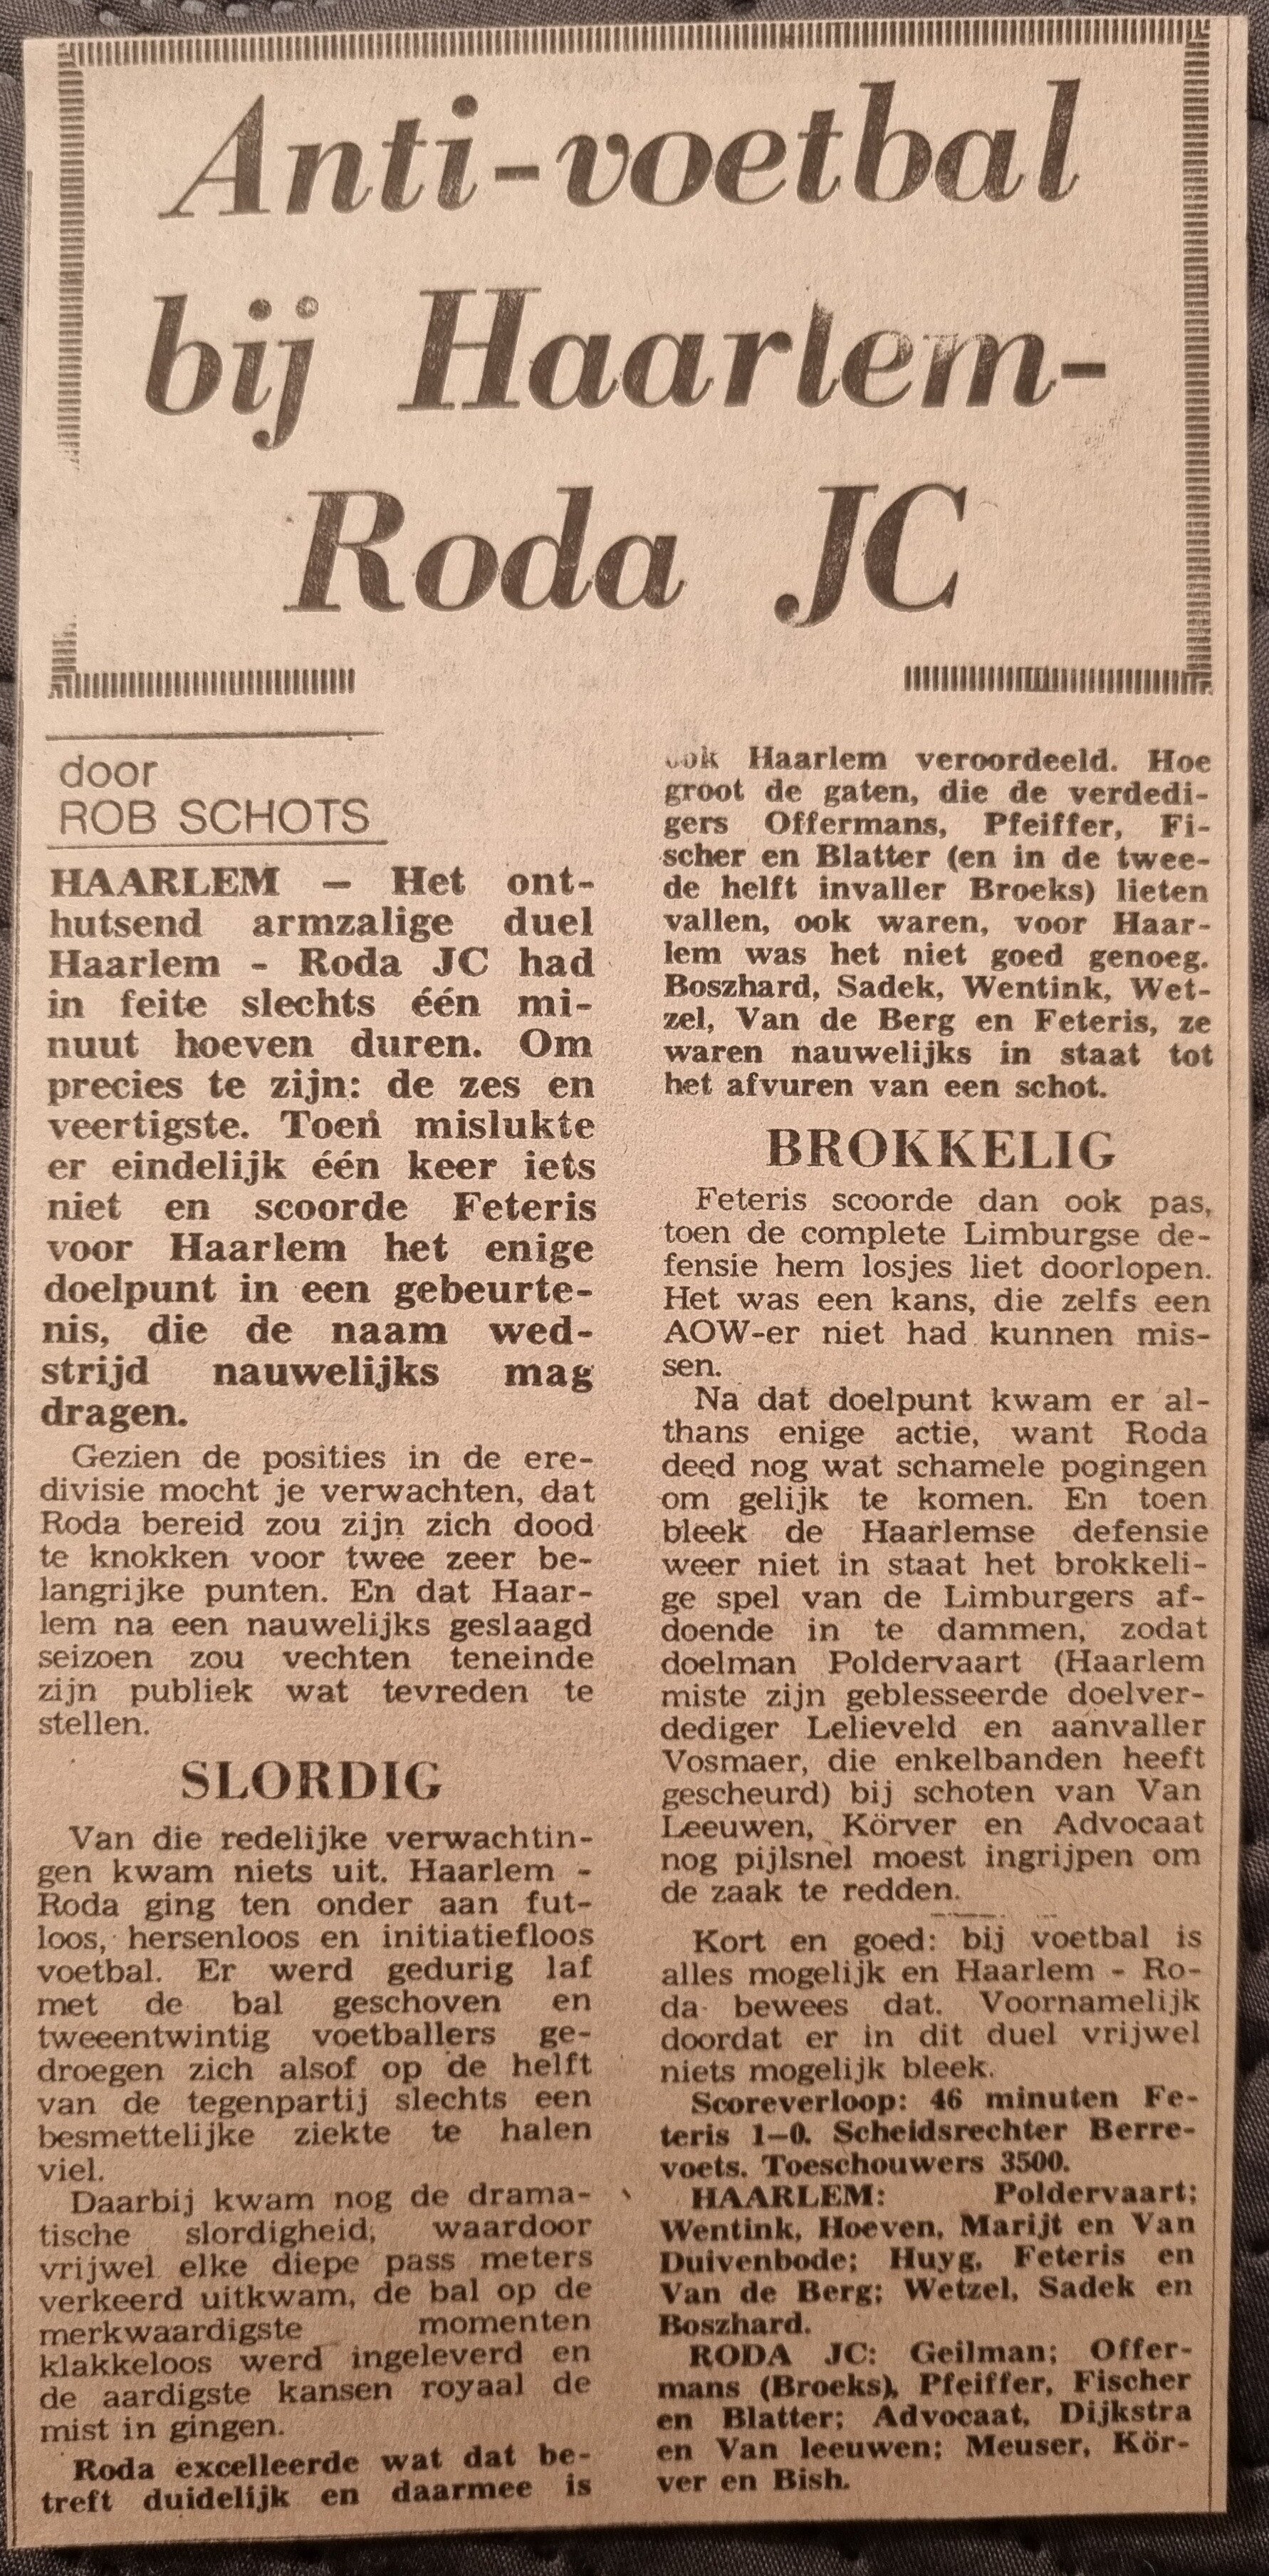 Anti-voetbal
bij Haarlem-
Roda JC
door
ROB SCHOTS
HAARLEM — Het ont-
hutsend armzalige duel
Haarlem - Roda JC had
in feite slechts één mi-
nuut hoeven duren. Om
precies te zijn: de zes en
veertigste. Toen mislukte
er eindelijk één keer iets
niet en scoorde Feteris
voor Haarlem het enige
doelpunt in een gebeurte-
nis, die de naam wed-
strijd nauwelijks mag
dragen.
Gezien de posities in de ere-
divisie mocht je verwachten, dat
Roda bereid zou zijn zich dood
te knokken voor twee zeer be-
langrijke punten. En dat Haar-
lem na een nauwelijks geslaagd
seizoen zou vechten teneinde
zijn publiek wat tevreden te
stellen.
SLORDIG
Van die redelijke verwachtin-
gen kwam niets uit. Haarlem -
Roda ging ten onder aan fut-
loos, hersenloos en initiatiefloos
voetbal. Er werd gedurig laf
met de bal geschoven en
tweeentwintig voetballers ge-
droegen zich alsof op de helft
van de tegenpartij slechts een
besmettelijke ziekte te halen
viel.
Daarbij kwam nog de drama-
tische slordigheid, waardoor
vrijwel elke diepe pass meters
verkeerd uitkwam, de bal op de
merkwaardigste momenten
klakkeloos werd ingeleverd en
de aardigste kansen royaal de
mist in gingen.
Roda excelleerde wat dat be-
treft duidelijk en daarmee is
ook Haarlem veroordeeld. Hoe
groot de gaten, die de verdedi-
gers Offermans, Pfeiffer, Fi-
scher en Blatter (en in de twee-
de helft invaller Broeks) lieten
vallen, ook waren, voor Haar-
lem was het niet goed genoeg.
Boszhard, Sadek, Wentink, Wet-
zel, Van de Berg en Feteris, ze
waren nauwelijks in staat tot
het afvuren van een schot.
BROKKELIG
Feteris scoorde dan ook pas,
toen de complete Limburgse de-
fensie hem losjes liet doorlopen.
Het was een kans, die zelfs een
AOW-er niet had kunnen mis-
sen.
Na dat doelpunt kwam er al-
thans enige actie, want Roda
deed nog wat schamele pogingen
om gelijk te komen. En toen
bleek de Haarlemse defensie
weer niet in staat het brokkeli-
ge spel van de Limburgers af-
doende in te dammen, zodat
doelman Poldervaart (Haarlem
miste zijn geblesseerde doelver-
dediger Lelieveld en aanvaller
Vosmaer, die enkelbanden heeft
gescheurd) bij schoten van Van
Leeuwen, Körver en Advocaat
nog pijlsnel moest ingrijpen om
de zaak te redden.
Kort en goed: bij voetbal is
alles mogelijk en Haarlem - Ro-
da bewees dat. Voornamelijk
doordat er in dit duel vrijwel
niets mogelijk bleek.
Scoreverloop: 46 minuten Fe-
teris 1—0. Scheidsrechter Berre-
voets. Toeschouwers 3500.
HAARLEM: Poldervaart;
Wentink, Hoeven, Marijt en Van
Duivenbode; Huyg, Feteris en
Van de Berg; Wetzel, Sadek en
Boszhard.
RODA JC: Geilman; Offer-
mans (Broeks), Pfeiffer, Fischer
en Blatter; Advocaat, Dijkstra
en Van leeuwen; Meuser, Kör-
ver en Bish.